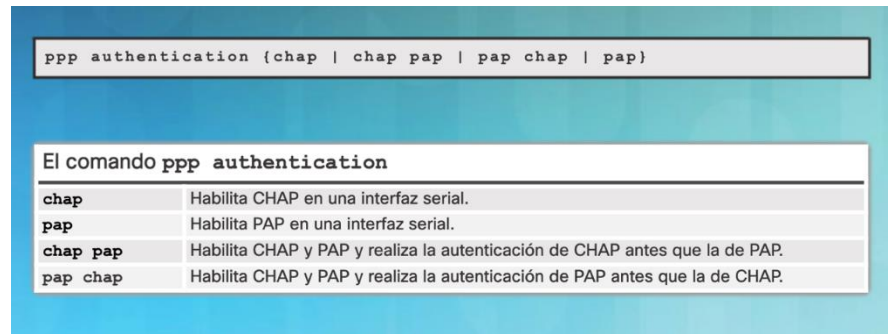 ppp authentication {chap | chap pap | pap chap | pap}
El comando ppp authentication
chap Habilita CHAP en una interfaz serial.
pap Habilita PAP en una interfaz serial.
chap pap Habilita CHAP y PAP y realiza la autenticación de CHAP antes que la de PAP.
pap chap Habilita CHAP y PAP y realiza la autenticación de PAP antes que la de CHAP.